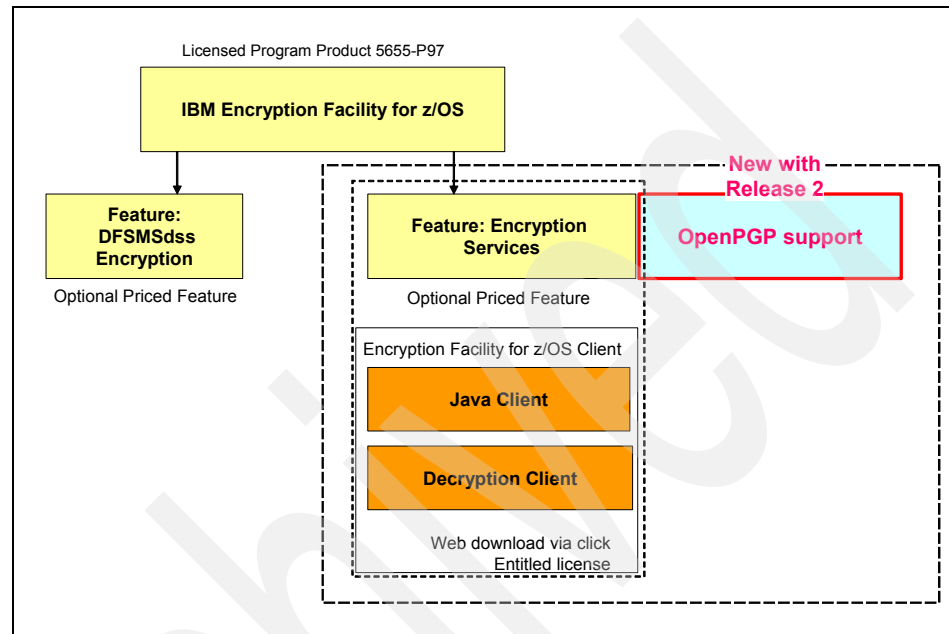 Licensed Program Product 5655-P97
IBM Encryption Facility for z/OS
New with
Release 2
Feature:
DFSMSdss
Encryption
Feature: Encryption
Services
OpenPGP support
Optional Priced Feature
Optional Priced Feature
Encryption Facility for z/OS Client
Java Client
Decryption Client
Web download via click
Entitled license